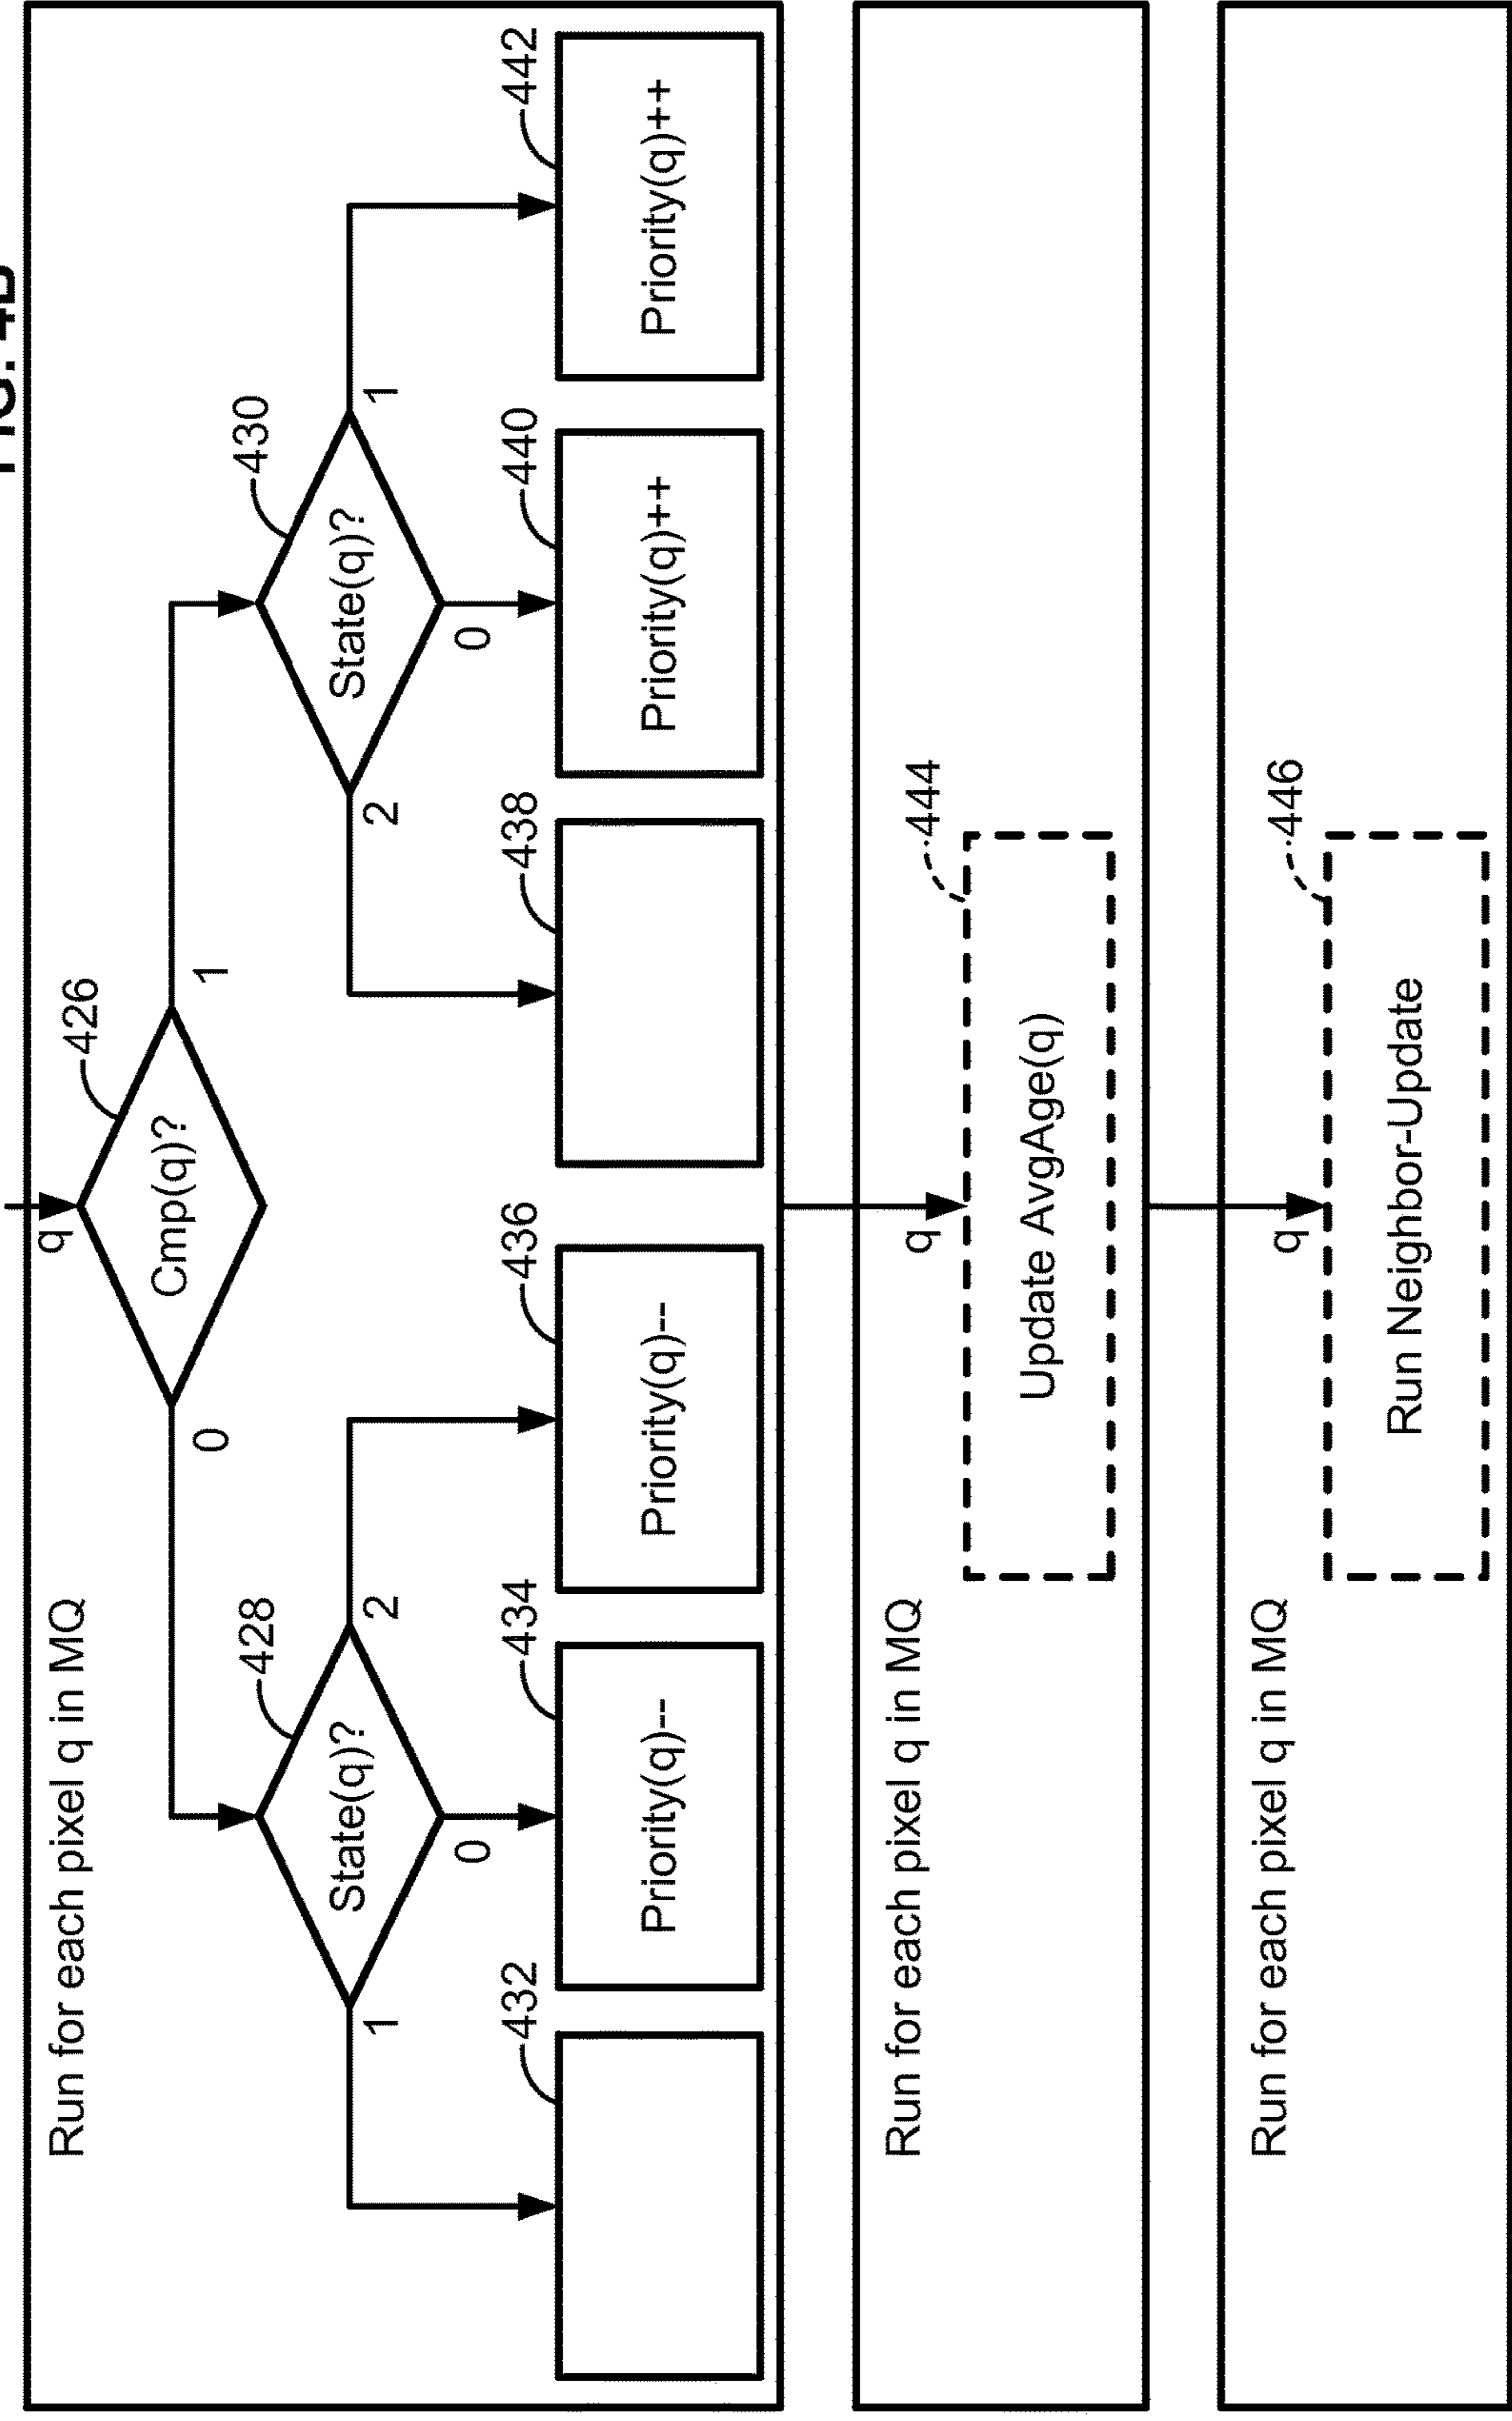 FIG.
Run for each pixel q in MQ
q
Cmp(q)?
426
0
1
State(q)?
428
State(q)?
430
1
0
2
2
0
1
432
434
436
438
440
442
Priority(q)--
Priority(q)--
Priority(q)++
Priority(q)++
Run for each pixel q in MQ
q
444
Update AvgAge(q)
Run for each pixel q in MQ
q
446
Run Neighbor-Update